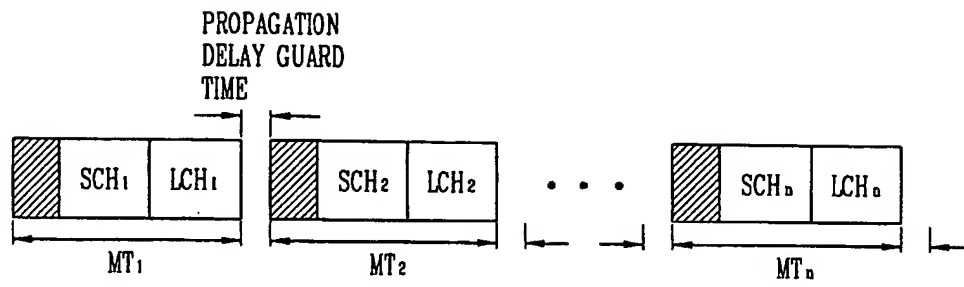 PROPAGATION
DELAY GUARD
TIME
SCH₁ LCH₁ SCH₂ LCH₂ • • • SCHₙ LCHₙ
MT₁ MT₂ MTₙ